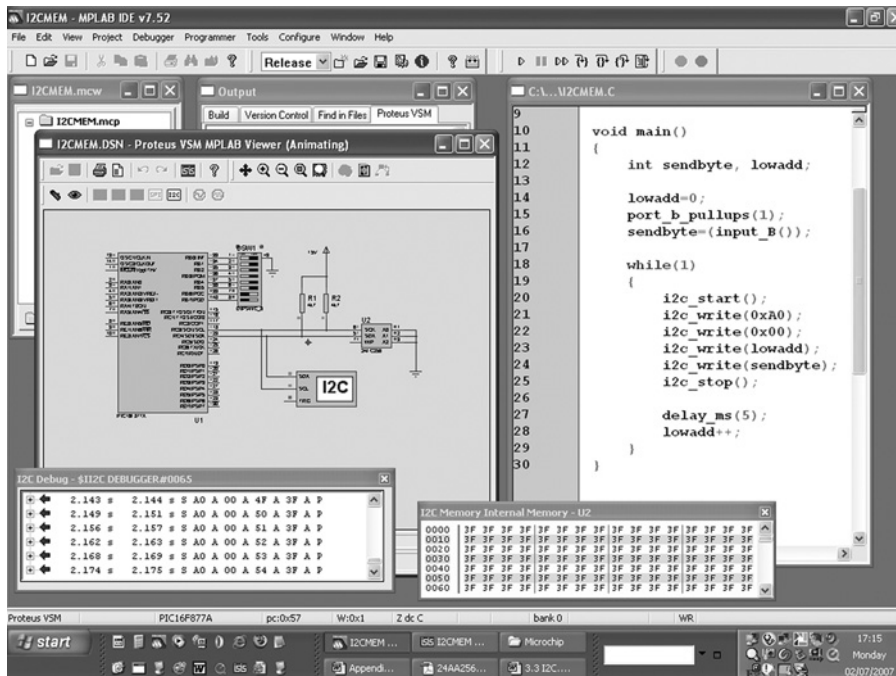 I2CMEM - MPLAB IDE v7.52
File Edit View Project Debugger Programmer Tools Configure Window Help
Release
I2CMEM.mcw
I2CMEM.mcp
Output
Build Version Control Find in Files Proteus VSM
I2CMEM.DSN - Proteus VSM MPLAB Viewer (Animating)
SPI I2C
R1 R2
U2
SDA
SCL
I2C
U1
C:\...\I2CMEM.C
9
10 void main()
11 {
12 int sendbyte, lowadd;
13
14 lowadd=0;
15 port_b_pullups(1);
16 sendbyte=(input_B());
17
18 while(1)
19 {
20 i2c_start();
21 i2c_write(0xA0);
22 i2c_write(0x00);
23 i2c_write(lowadd);
24 i2c_write(sendbyte);
25 i2c_stop();
26
27 delay_ms(5);
28 lowadd++;
29 }
30 }
I2C Debug - $II2C DEBUGGER#0065
2.143 s 2.144 s S A0 A 00 A 4F A 3F A P
2.149 s 2.151 s S A0 A 00 A 50 A 3F A P
2.156 s 2.157 s S A0 A 00 A 51 A 3F A P
2.162 s 2.163 s S A0 A 00 A 52 A 3F A P
2.168 s 2.169 s S A0 A 00 A 53 A 3F A P
2.174 s 2.175 s S A0 A 00 A 54 A 3F A P
I2C Memory Internal Memory - U2
0000 3F 3F 3F 3F 3F 3F 3F 3F 3F 3F 3F 3F 3F 3F 3F 3F
0010 3F 3F 3F 3F 3F 3F 3F 3F 3F 3F 3F 3F 3F 3F 3F 3F
0020 3F 3F 3F 3F 3F 3F 3F 3F 3F 3F 3F 3F 3F 3F 3F 3F
0030 3F 3F 3F 3F 3F 3F 3F 3F 3F 3F 3F 3F 3F 3F 3F 3F
0040 3F 3F 3F 3F 3F 3F 3F 3F 3F 3F 3F 3F 3F 3F 3F 3F
0050 3F 3F 3F 3F 3F 3F 3F 3F 3F 3F 3F 3F 3F 3F 3F 3F
0060 3F 3F 3F 3F 3F 3F 3F 3F 3F 3F 3F 3F 3F 3F 3F 3F
Proteus VSM PIC16F877A pc:0x57 W:0x1 Z dc C bank 0 WR
start
I2CMEM ... ISIS I2CMEM ... Microchip
Appendi... 24AA256... 3.3 I2C....
17:15
Monday
02/07/2007